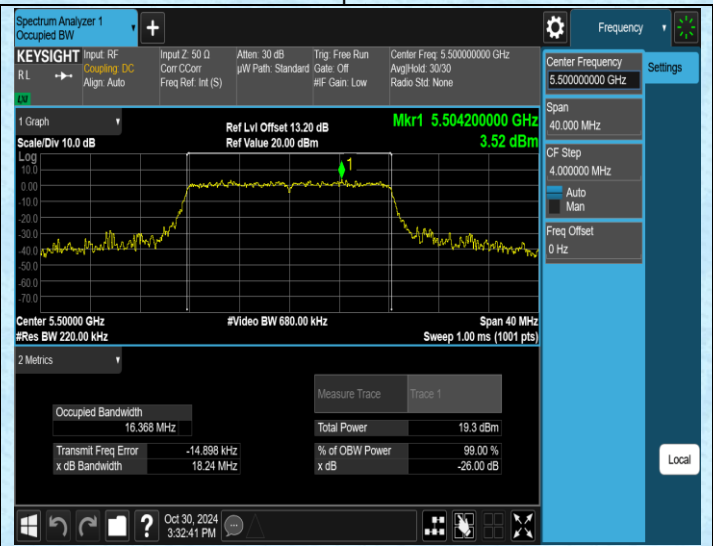 Spectrum Analyzer 1
Occupied BW
Frequency
KEYSIGHT
RL
Input: RF
Coupling: DC
Align: Auto
Input Z: 50 Ω
Corr CCorr
Freq Ref: Int (S)
Atten: 30 dB
µW Path: Standard
Trig: Free Run
Gate: Off
#IF Gain: Low
Center Freq: 5.500000000 GHz
Avg|Hold: 30/30
Radio Std: None
LXI
1 Graph
Scale/Div 10.0 dB
Ref Lvl Offset 13.20 dB
Ref Value 20.00 dBm
Mkr1 5.504200000 GHz
3.52 dBm
Log
10.0
0.00
-10.0
-20.0
-30.0
-40.0
-50.0
-60.0
-70.0
1
Center 5.50000 GHz
#Video BW 680.00 kHz
Span 40 MHz
#Res BW 220.00 kHz
Sweep 1.00 ms (1001 pts)
2 Metrics
Measure Trace Trace 1
Occupied Bandwidth
16.368 MHz
Total Power 19.3 dBm
Transmit Freq Error -14.898 kHz
% of OBW Power 99.00 %
x dB Bandwidth 18.24 MHz
x dB -26.00 dB
Center Frequency
5.500000000 GHz
Settings
Span
40.000 MHz
CF Step
4.000000 MHz
Auto
Man
Freq Offset
0 Hz
Local
?
Oct 30, 2024
3:32:41 PM